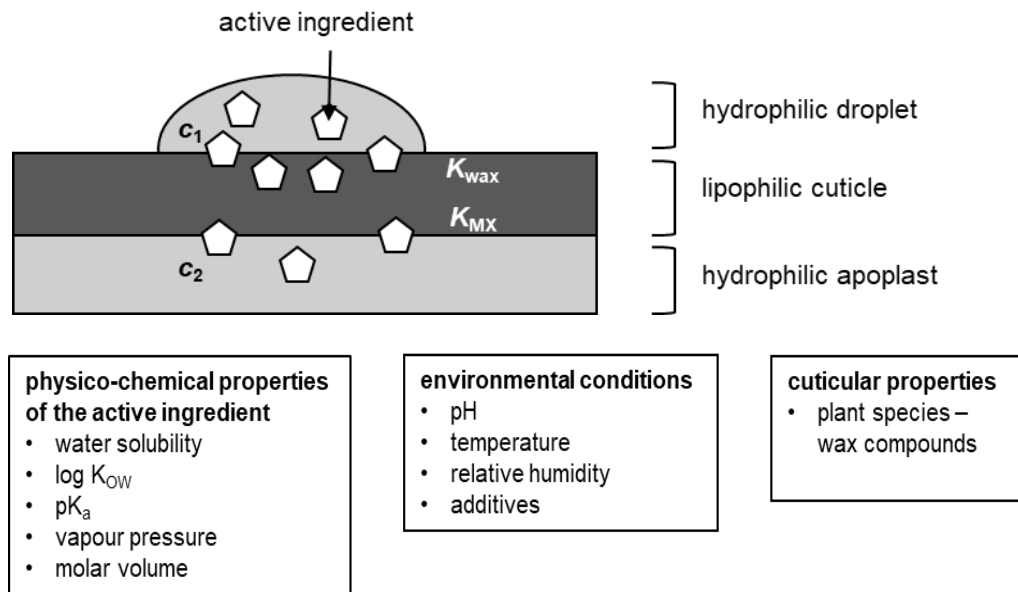 active ingredient
c1
hydrophilic droplet
Kwax
lipophilic cuticle
KMX
c2
hydrophilic apoplast
physico-chemical properties
of the active ingredient
• water solubility
• log KOW
• pKa
• vapour pressure
• molar volume
environmental conditions
• pH
• temperature
• relative humidity
• additives
cuticular properties
• plant species –
wax compounds